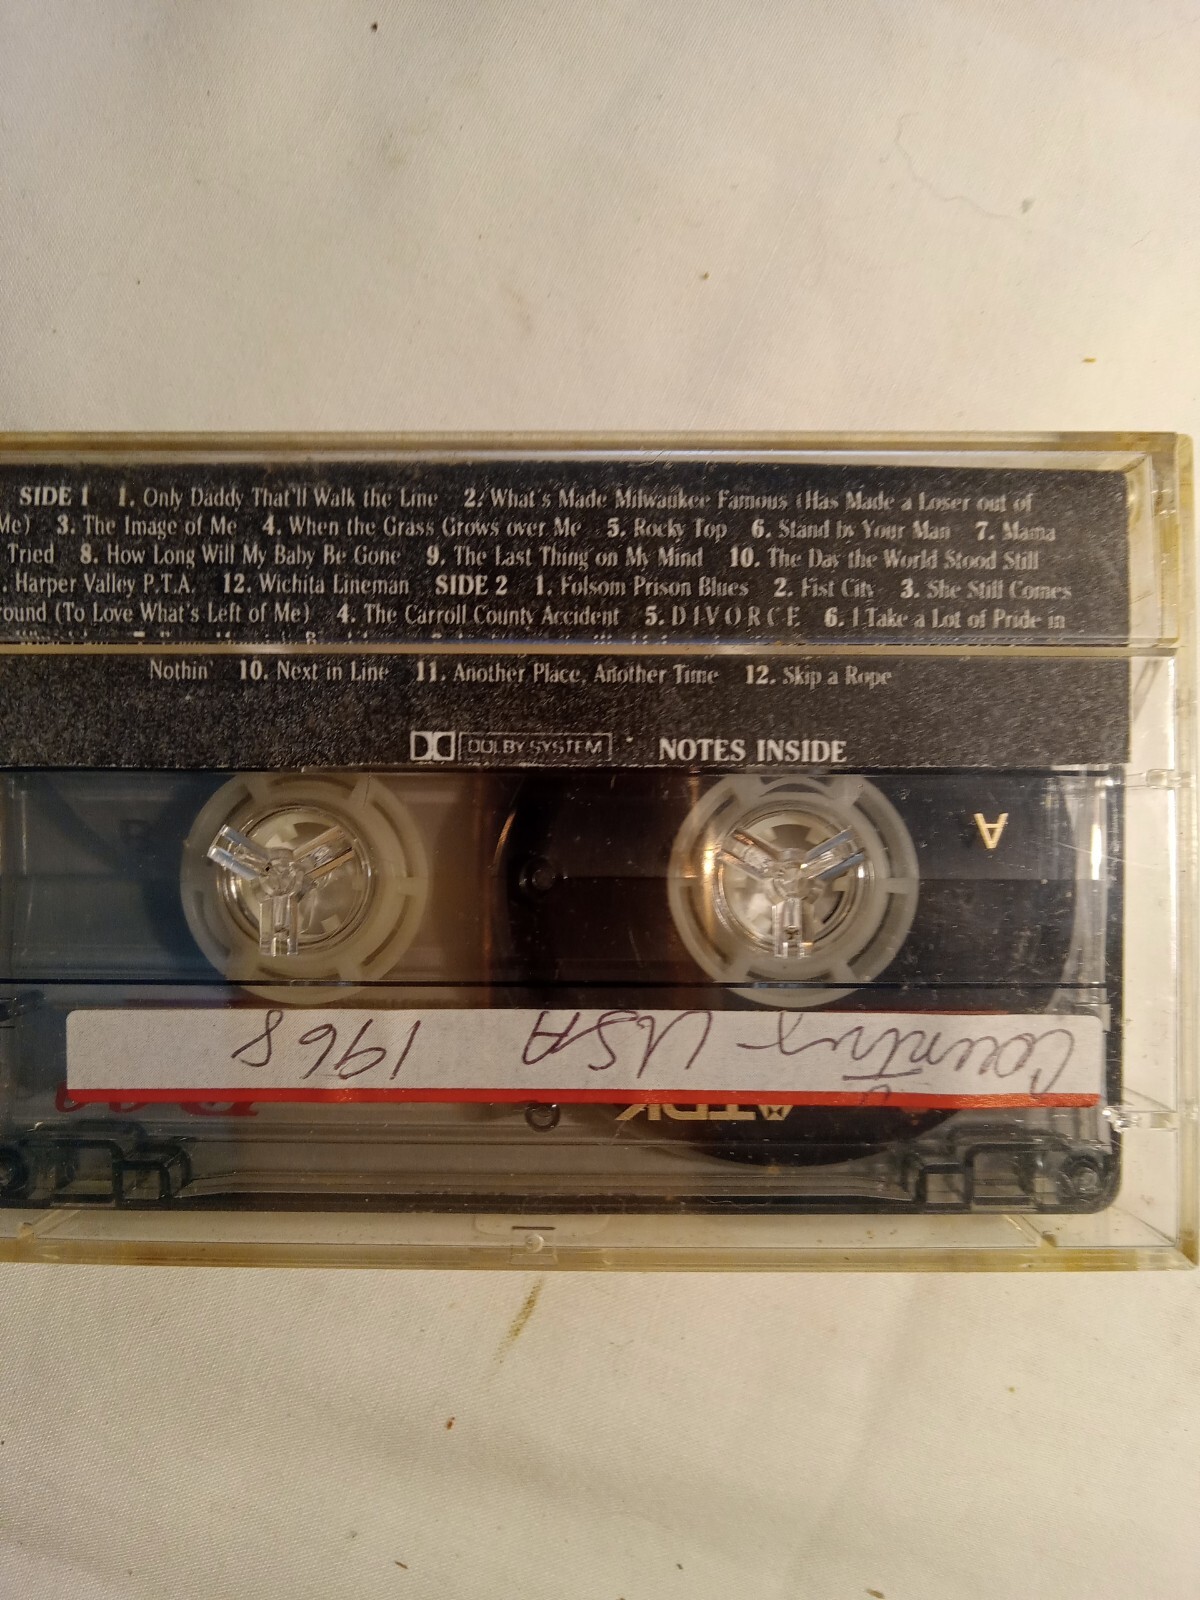 SIDE 1 1. Only Daddy That'll Walk the Line 2. What's Made Milwaukee Famous (Has Made a Loser out of
Me) 3. The Image of Me 4. When the Grass Grows over Me 5. Rocky Top 6. Stand by Your Man 7. Mama
Tried 8. How Long Will My Baby Be Gone 9. The Last Thing on My Mind 10. The Day the World Stood Still
. Harper Valley P.T.A. 12. Wichita Lineman SIDE 2 1. Folsom Prison Blues 2. Fist City 3. She Still Comes
round (To Love What's Left of Me) 4. The Carroll County Accident 5. D I V O R C E 6. I Take a Lot of Pride in
Nothin' 10. Next in Line 11. Another Place, Another Time 12. Skip a Rope
DOLBY SYSTEM NOTES INSIDE
A
Country USA 1968
TDK